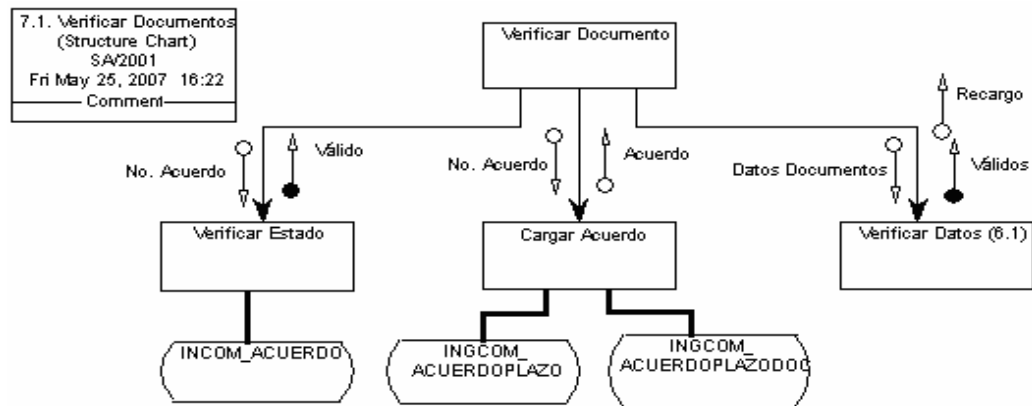 7.1. Verificar Documentos
(Structure Chart)
SA/2001
Fri May 25, 2007 16:22
Comment
Verificar Documento
No. Acuerdo
Válido
No. Acuerdo
Acuerdo
Datos Documentos
Recargo
Válidos
Verificar Estado
Cargar Acuerdo
Verificar Datos (6.1)
INCOM_ACUERDO
INGCOM_
ACUERDOPLAZO
INGCOM_
ACUERDOPLAZODOC